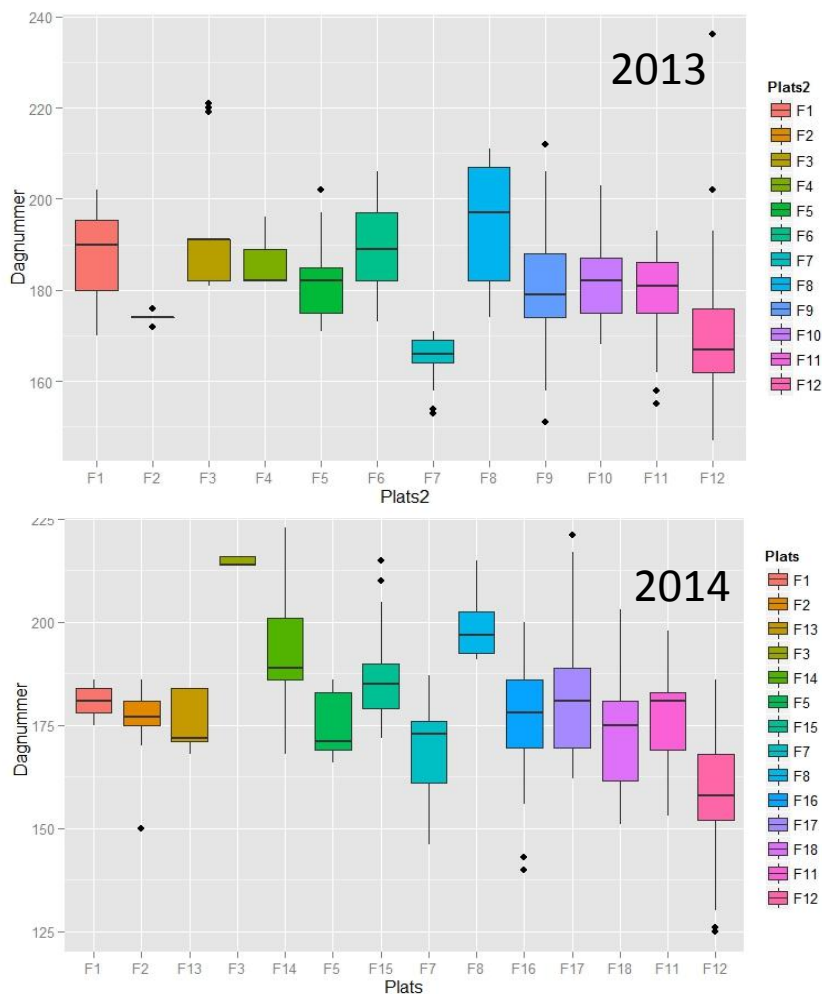 240
220
200
180
160
Dagnummer
2013
F1 F2 F3 F4 F5 F6 F7 F8 F9 F10 F11 F12
Plats2
Plats2
F1
F2
F3
F4
F5
F6
F7
F8
F9
F10
F11
F12
225
200
175
150
125
Dagnummer
2014
F1 F2 F13 F3 F14 F5 F15 F7 F8 F16 F17 F18 F11 F12
Plats
Plats
F1
F2
F13
F3
F14
F5
F15
F7
F8
F16
F17
F18
F11
F12